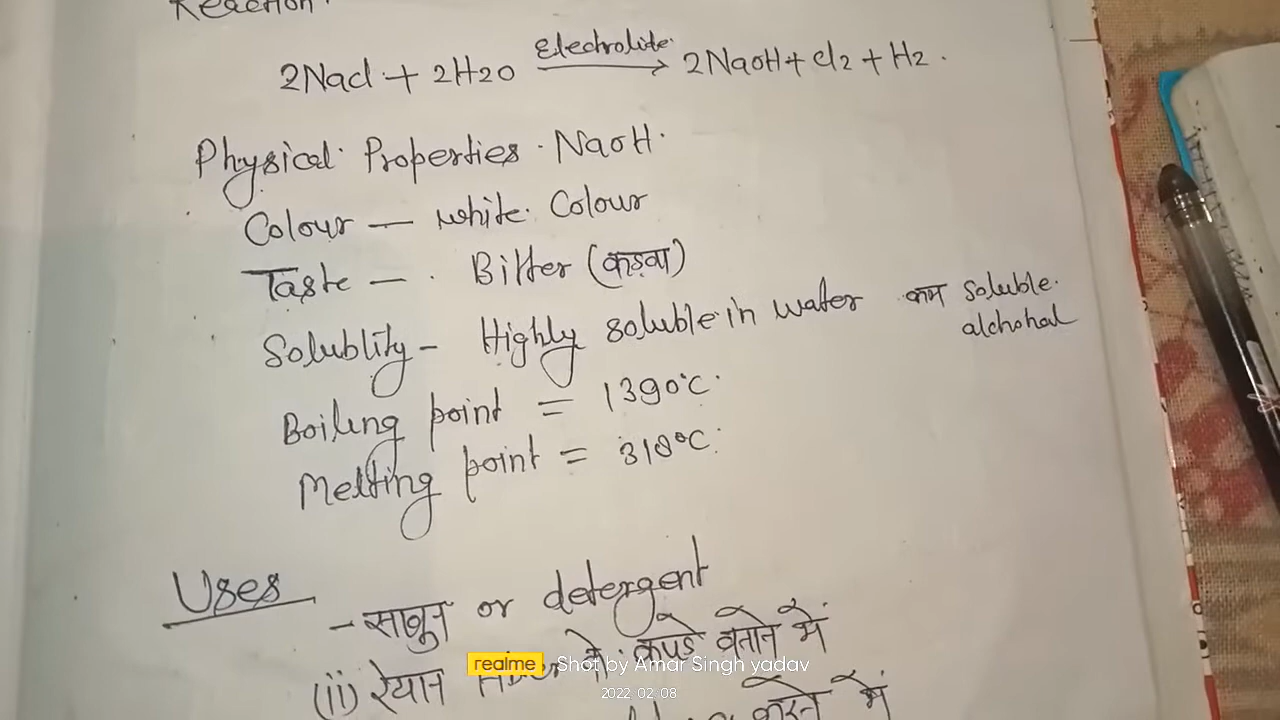 Reaction.
2Nacl + 2H2O Electrolite 2NaoH + cl2 + H2.
Physical Properties. NaoH.
Colour — white. Colour
Taste — . Bitter (कड़वा)
Solublity - Highly soluble in water कम soluble. alchohal
Boiling point = 1390°C.
Melting point = 318°C.
Uses
- साबुन or detergent
(ii) रेयान के कपडे बनाने में
करने में
realme Shot by Amar Singh yadav
2022.02.08